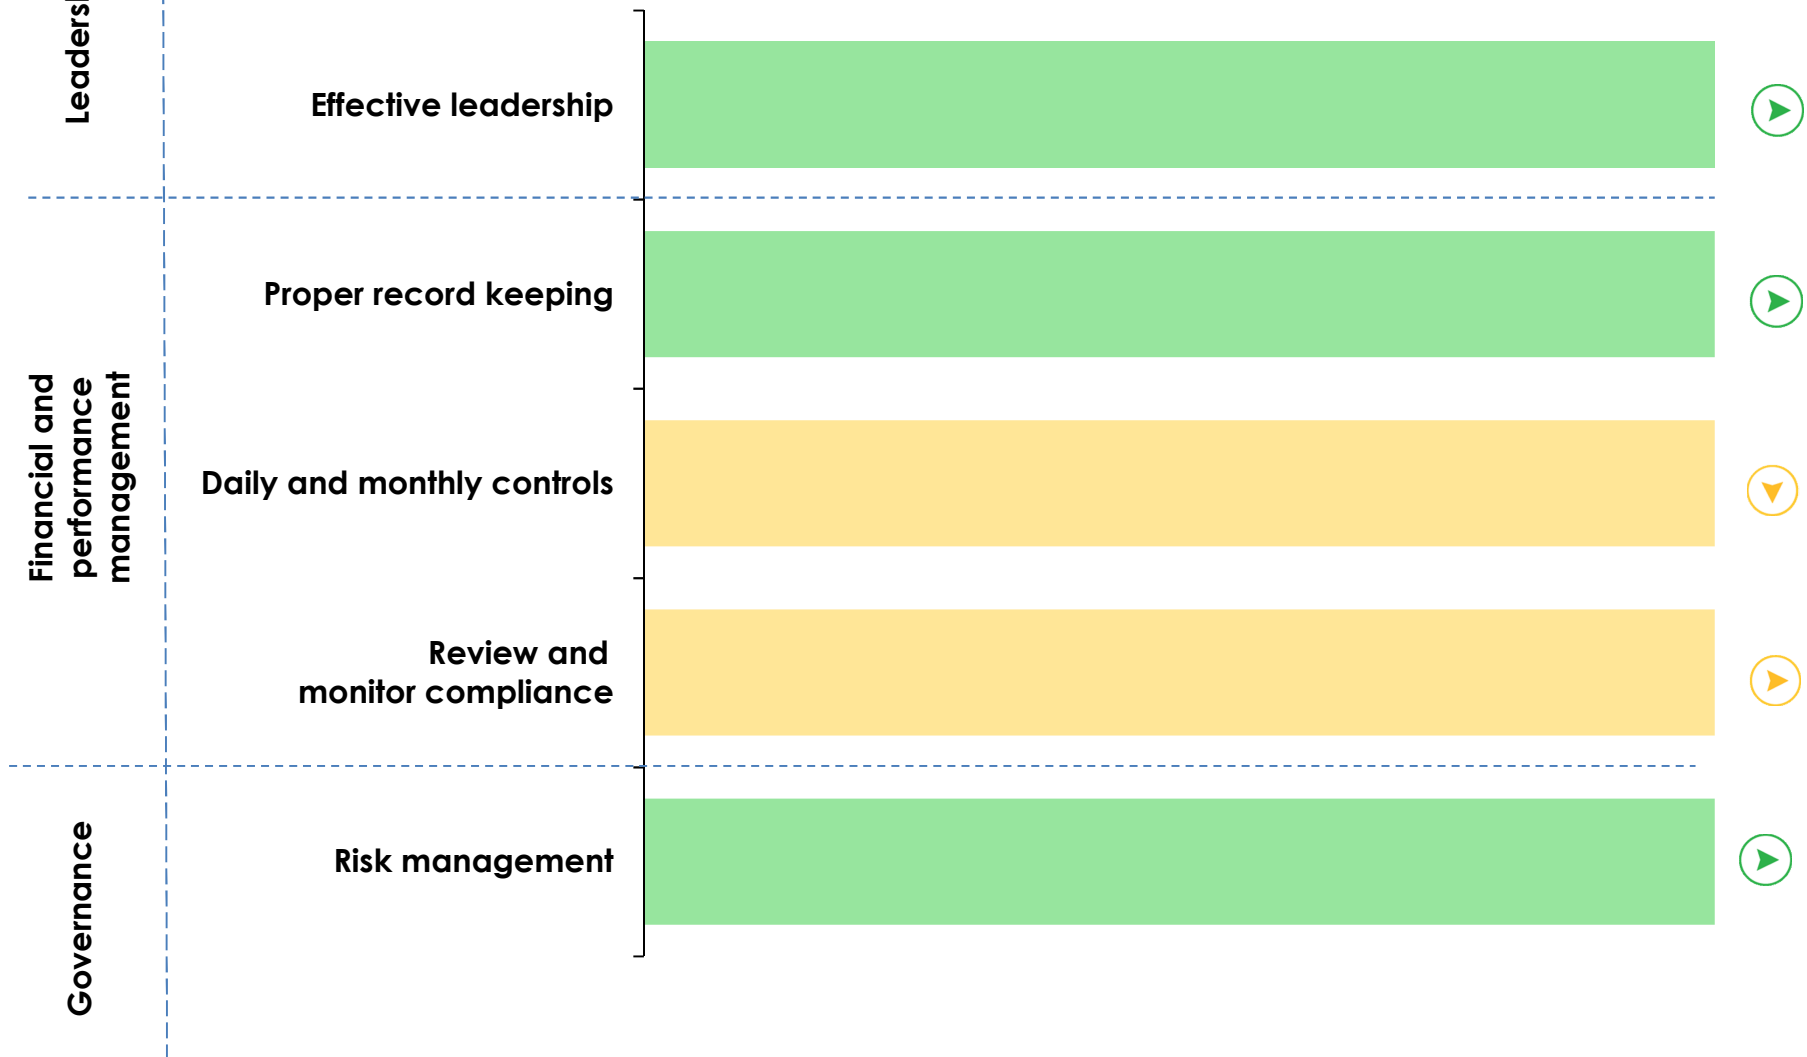 Effective leadership
Financial and
performance
management
Proper record keeping
Daily and monthly controls
Review and
monitor compliance
Governance
Risk management